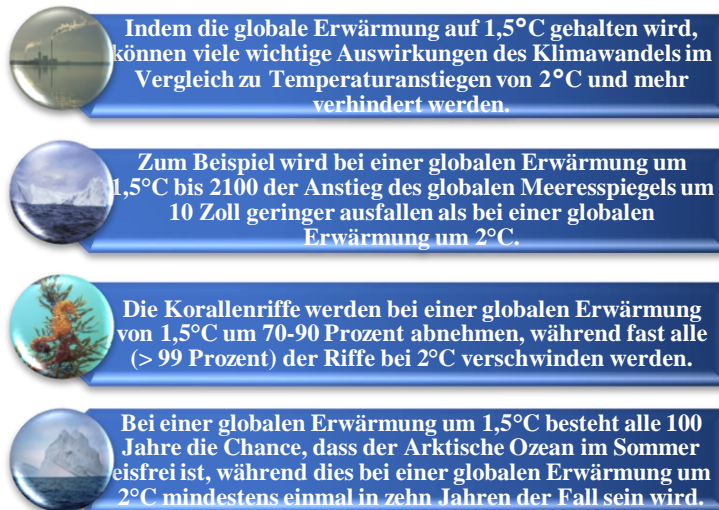 Indem die globale Erwärmung auf 1,5°C gehalten wird,
können viele wichtige Auswirkungen des Klimawandels im
Vergleich zu Temperaturanstiegen von 2°C und mehr
verhindert werden.
Zum Beispiel wird bei einer globalen Erwärmung um
1,5°C bis 2100 der Anstieg des globalen Meeresspiegels um
10 Zoll geringer ausfallen als bei einer globalen
Erwärmung um 2°C.
Die Korallenriffe werden bei einer globalen Erwärmung
von 1,5°C um 70-90 Prozent abnehmen, während fast alle
(> 99 Prozent) der Riffe bei 2°C verschwinden werden.
Bei einer globalen Erwärmung um 1,5°C besteht alle 100
Jahre die Chance, dass der Arktische Ozean im Sommer
eisfrei ist, während dies bei einer globalen Erwärmung um
2°C mindestens einmal in zehn Jahren der Fall sein wird.